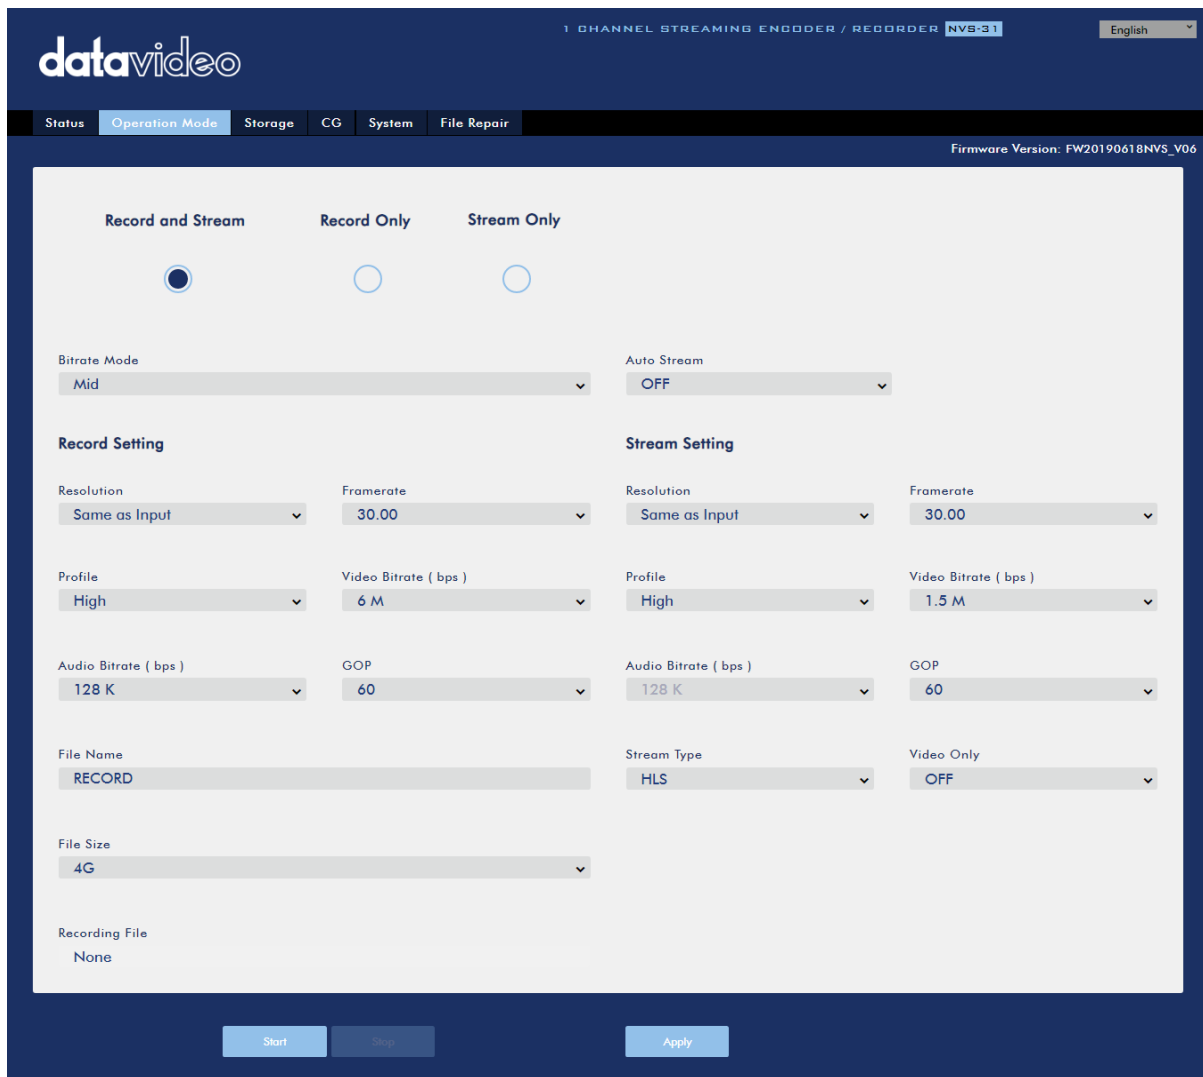 1 CHANNEL STREAMING ENCODER / RECORDER NVS-31
English
datavideo
Status Operation Mode Storage CG System File Repair
Firmware Version: FW20190618NVS_V06
Record and Stream Record Only Stream Only
Bitrate Mode Auto Stream
Mid OFF
Record Setting Stream Setting
Resolution Framerate Resolution Framerate
Same as Input 30.00 Same as Input 30.00
Profile Video Bitrate ( bps ) Profile Video Bitrate ( bps )
High 6 M High 1.5 M
Audio Bitrate ( bps ) GOP Audio Bitrate ( bps ) GOP
128 K 60 128 K 60
File Name Stream Type Video Only
RECORD HLS OFF
File Size
4G
Recording File
None
Start Stop Apply